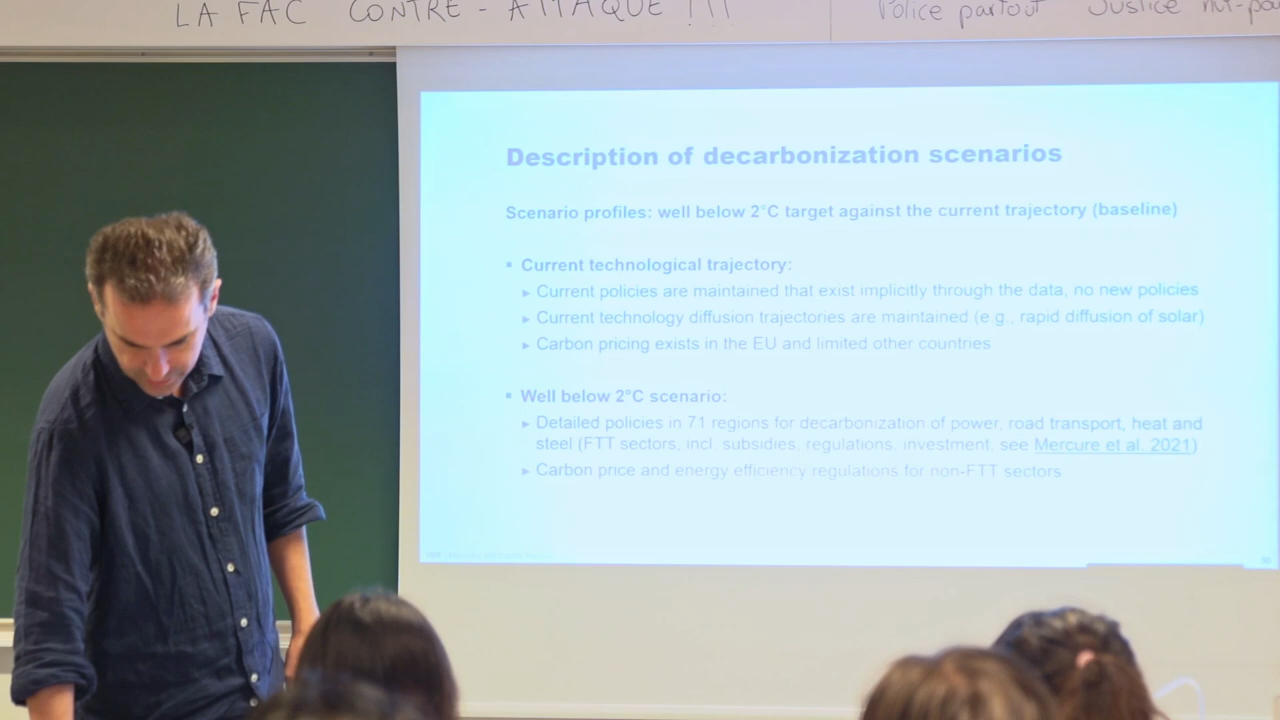 LA FAC CONTRE-ATTAQUE !!!
Police partout Justice
Description of decarbonization scenarios
Scenario profiles: well below 2°C target against the current trajectory (baseline)
▪ Current technological trajectory:
▸ Current policies are maintained that exist implicitly through the data, no new policies
▸ Current technology diffusion trajectories are maintained (e.g., rapid diffusion of solar)
▸ Carbon pricing exists in the EU and limited other countries
▪ Well below 2°C scenario:
▸ Detailed policies in 71 regions for decarbonization of power, road transport, heat and
steel (FTT sectors, incl. subsidies, regulations, investment, see Mercure et al. 2021)
▸ Carbon price and energy efficiency regulations for non-FTT sectors